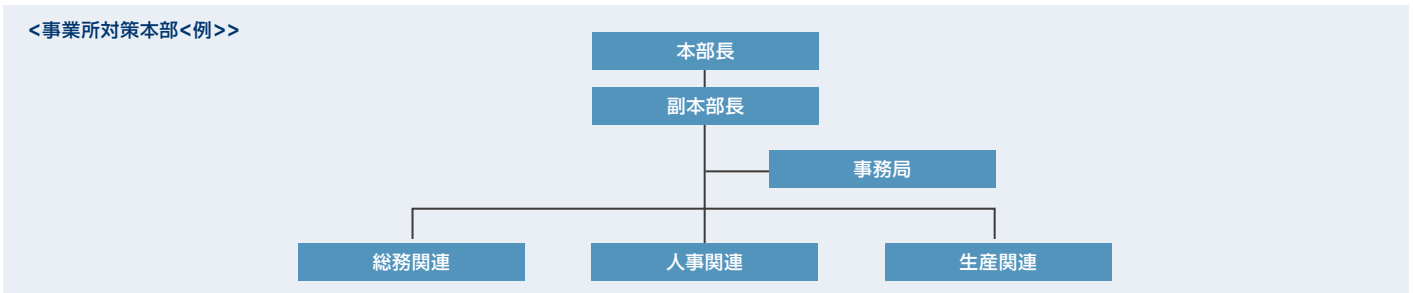 <事業所対策本部<例>>
本部長
副本部長
事務局
総務関連
人事関連
生産関連